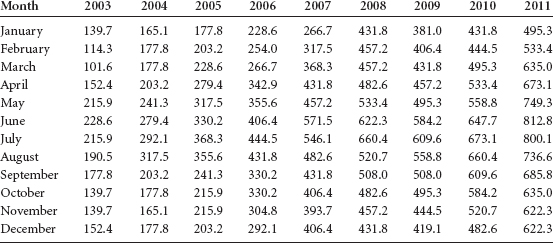 Month 2003 2004 2005 2006 2007 2008 2009 2010 2011
January 139.7 165.1 177.8 228.6 266.7 431.8 381.0 431.8 495.3
February 114.3 177.8 203.2 254.0 317.5 457.2 406.4 444.5 533.4
March 101.6 177.8 228.6 266.7 368.3 457.2 431.8 495.3 635.0
April 152.4 203.2 279.4 342.9 431.8 482.6 457.2 533.4 673.1
May 215.9 241.3 317.5 355.6 457.2 533.4 495.3 558.8 749.3
June 228.6 279.4 330.2 406.4 571.5 622.3 584.2 647.7 812.8
July 215.9 292.1 368.3 444.5 546.1 660.4 609.6 673.1 800.1
August 190.5 317.5 355.6 431.8 482.6 520.7 558.8 660.4 736.6
September 177.8 203.2 241.3 330.2 431.8 508.0 508.0 609.6 685.8
October 139.7 177.8 215.9 330.2 406.4 482.6 495.3 584.2 635.0
November 139.7 165.1 215.9 304.8 393.7 457.2 444.5 520.7 622.3
December 152.4 177.8 203.2 292.1 406.4 431.8 419.1 482.6 622.3